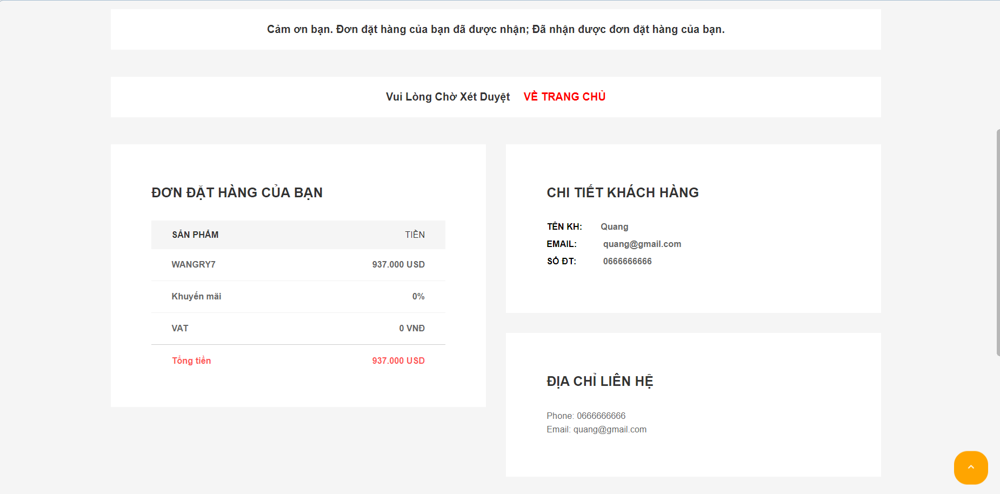 Cảm ơn bạn. Đơn đặt hàng của bạn đã được nhận; Đã nhận được đơn đặt hàng của bạn.
Vui Lòng Chờ Xét Duyệt VỀ TRANG CHỦ
ĐƠN ĐẶT HÀNG CỦA BẠN
SẢN PHẨM TIỀN
WANGRY7 937.000 USD
Khuyến mãi 0%
VAT 0 VNĐ
Tổng tiền 937.000 USD
CHI TIẾT KHÁCH HÀNG
TÊN KH: Quang
EMAIL: quang@gmail.com
SỐ ĐT: 0666666666
ĐỊA CHỈ LIÊN HỆ
Phone: 0666666666
Email: quang@gmail.com